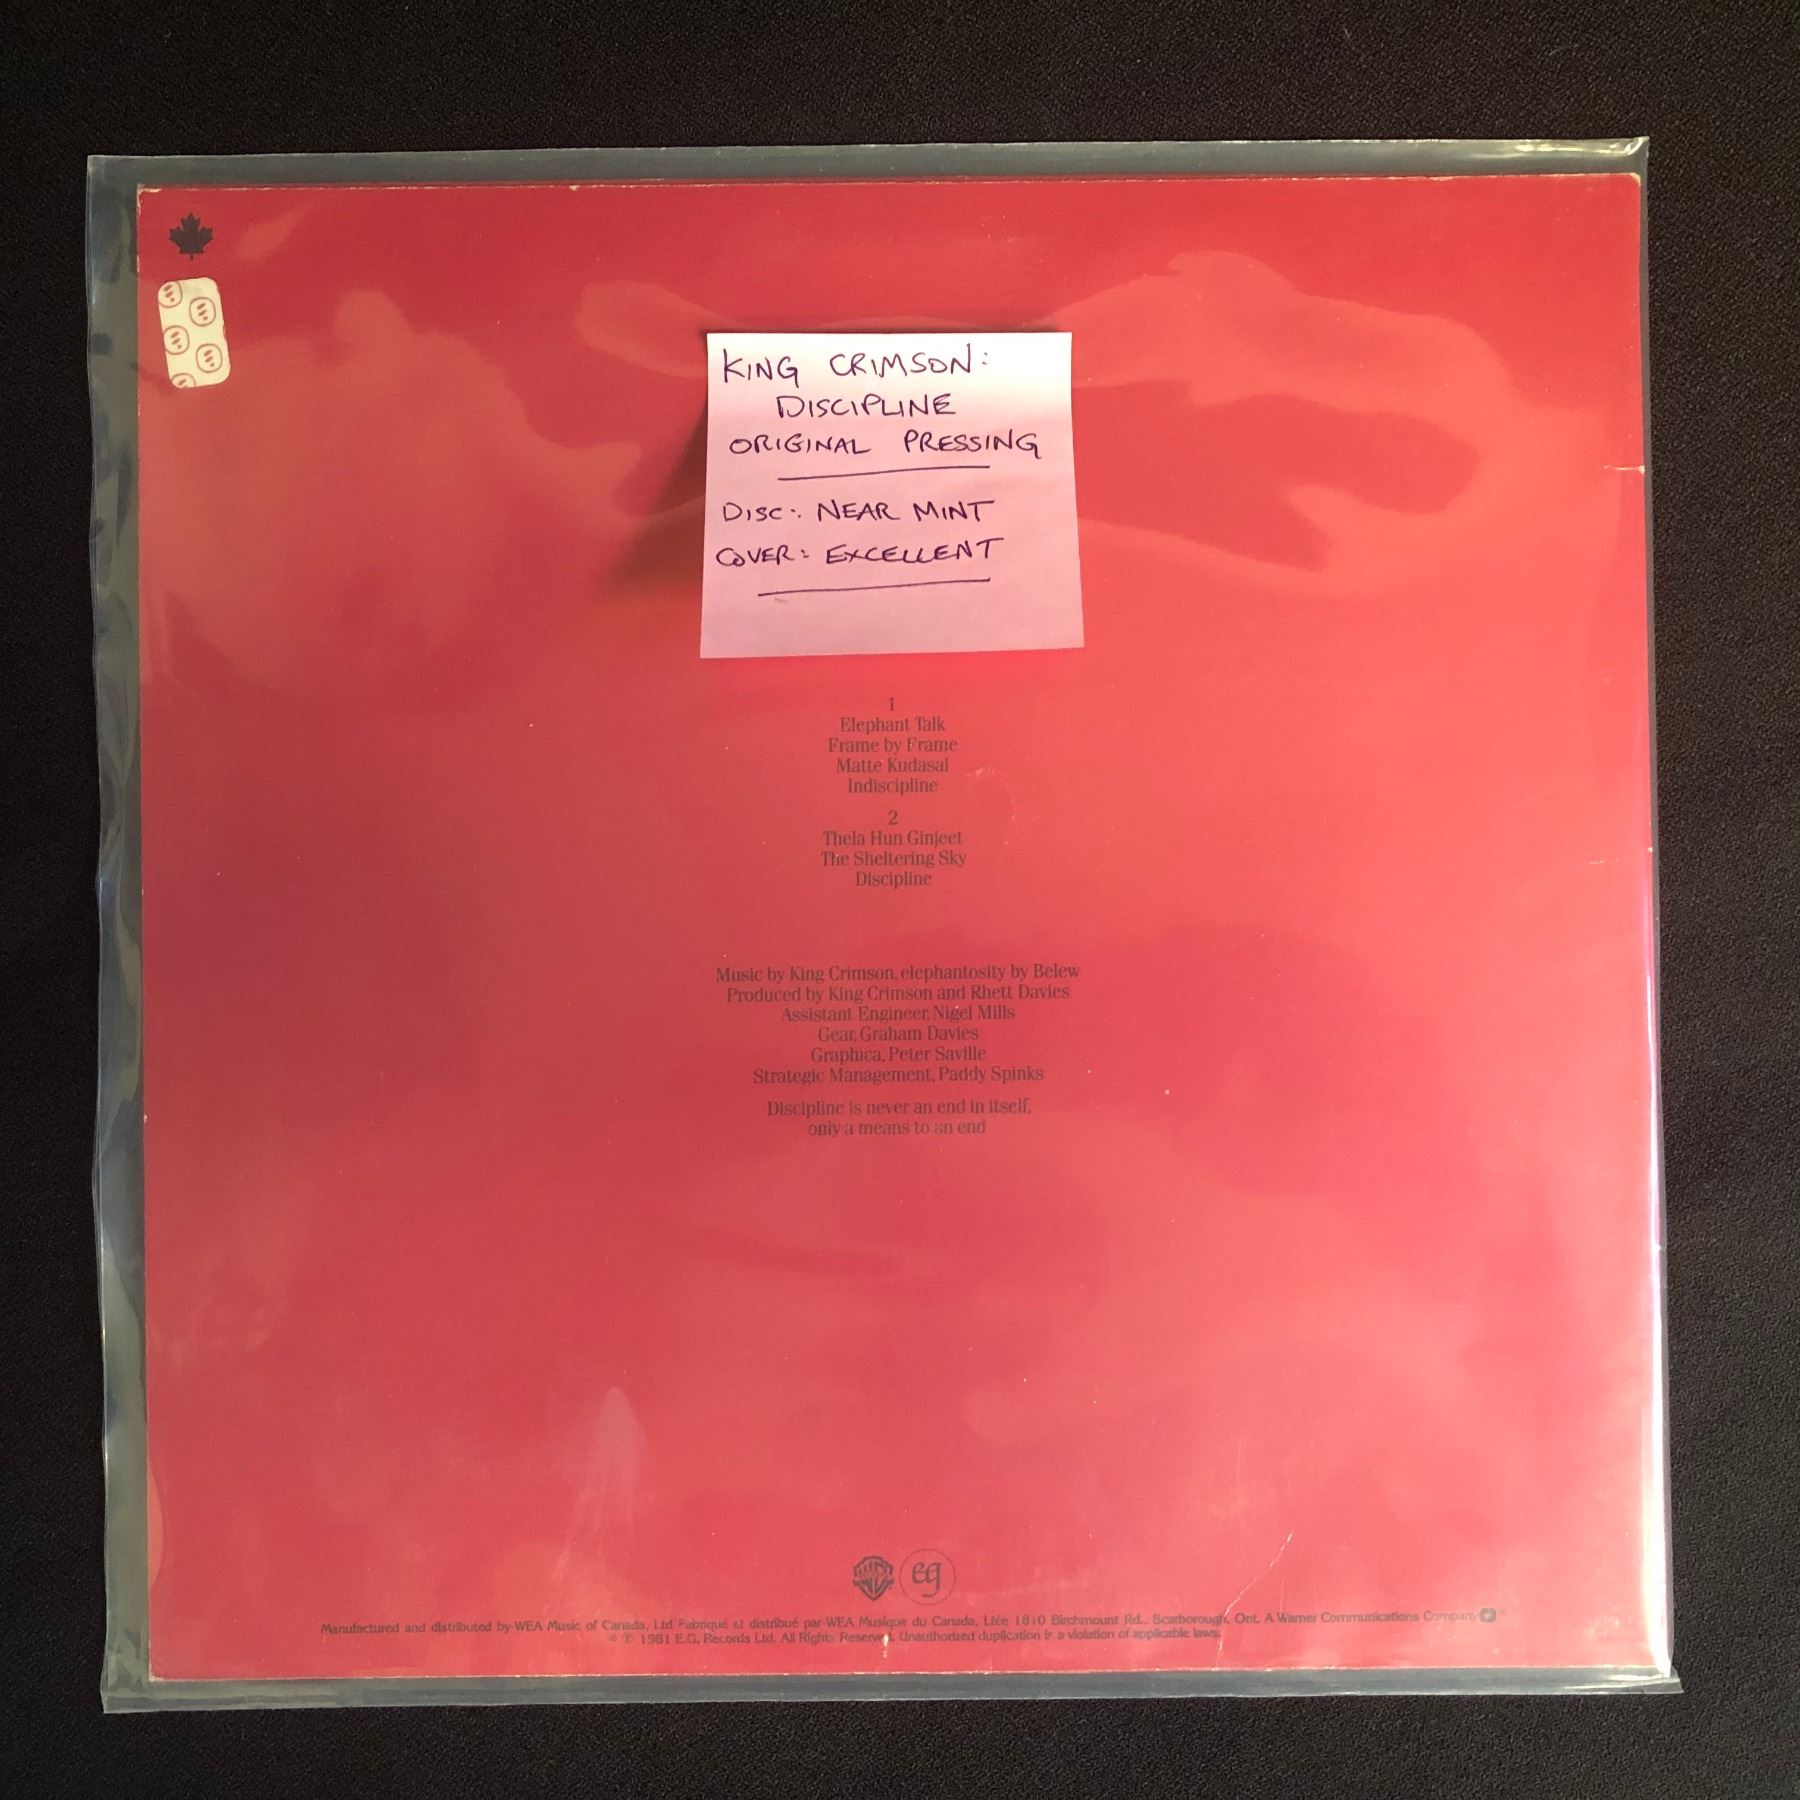 KING CRIMSON:
DISCIPLINE
ORIGINAL PRESSING
DISC: NEAR MINT
COVER: EXCELLENT
1
Elephant Talk
Frame by Frame
Matte Kudasai
Indiscipline
2
Thela Hun Ginjeet
The Sheltering Sky
Discipline
Music by King Crimson, elephantosity by Belew
Produced by King Crimson and Rhett Davies
Assistant Engineer, Nigel Mills
Gear, Graham Davies
Graphica, Peter Saville
Strategic Management, Paddy Spinks
Discipline is never an end in itself,
only a means to an end
eg
Manufactured and distributed by WEA Music of Canada, Ltd Fabriqué et distribué par WEA Musique du Canada, Ltée 1810 Birchmount Rd., Scarborough, Ont. A Warner Communications Company
© ℗ 1981 E.G. Records Ltd. All Rights Reserved. Unauthorized duplication is a violation of applicable laws.